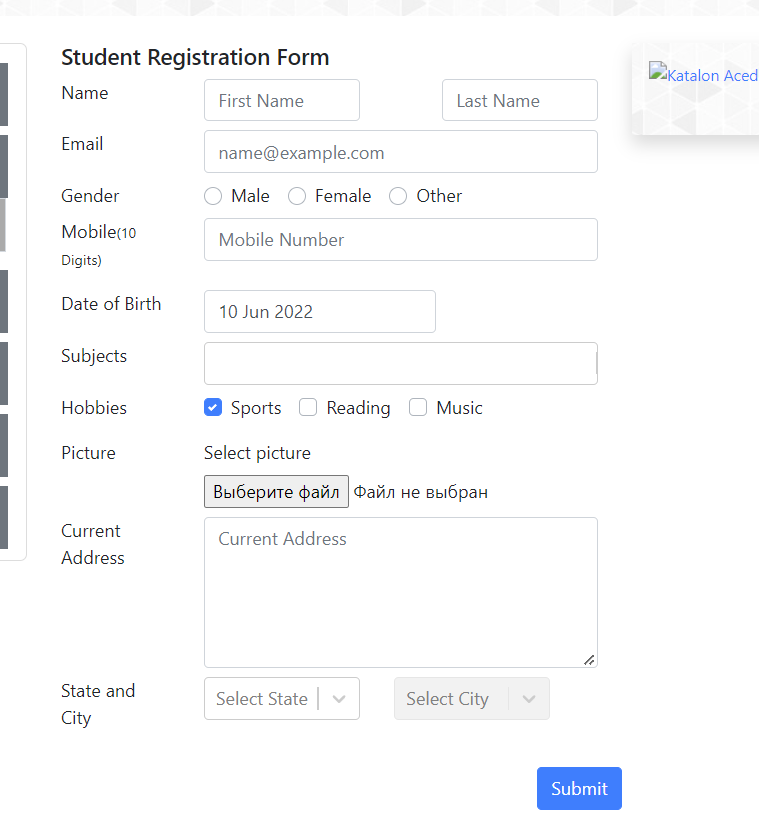 Student Registration Form
Name
First Name
Last Name
Email
name@example.com
Gender
Male
Female
Other
Mobile(10
Digits)
Mobile Number
Date of Birth
10 Jun 2022
Subjects
Hobbies
Sports
Reading
Music
Picture
Select picture
Выберите файл Файл не выбран
Current
Address
Current Address
State and
City
Select State
Select City
Submit
Katalon Aced